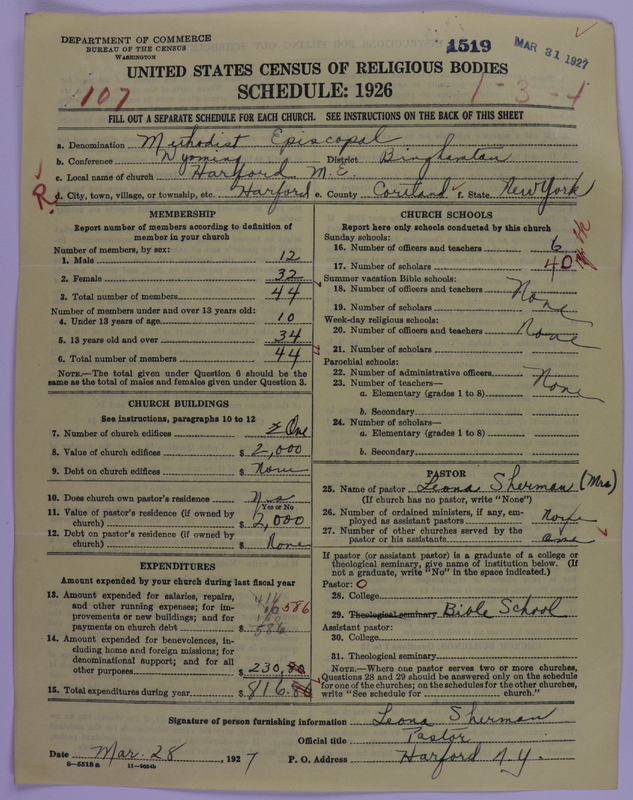 DEPARTMENT OF COMMERCE
BUREAU OF THE CENSUS
WASHINGTON
1519
MAR 31 1927
UNITED STATES CENSUS OF RELIGIOUS BODIES
SCHEDULE: 1926
107
1-3-1
FILL OUT A SEPARATE SCHEDULE FOR EACH CHURCH. SEE INSTRUCTIONS ON THE BACK OF THIS SHEET
a. Denomination Methodist Episcopal
b. Conference Wyoming District Binghamton
c. Local name of church Harford M.E.
R. d. City, town, village, or township, etc. Harford e. County Cortland f. State New York
MEMBERSHIP
Report number of members according to definition of
member in your church
Number of members, by sex:
1. Male 12
2. Female 32
3. Total number of members 44
Number of members under and over 13 years old:
4. Under 13 years of age 10
5. 13 years old and over 34
6. Total number of members 44
NOTE.—The total given under Question 6 should be the
same as the total of males and females given under Question 3.
CHURCH BUILDINGS
See instructions, paragraphs 10 to 12
7. Number of church edifices One
8. Value of church edifices $ 2,000
9. Debt on church edifices $ None
10. Does church own pastor's residence
Yes or No
11. Value of pastor's residence (if owned by
church) $ 2,000
12. Debt on pastor's residence (if owned by
church) $ None
EXPENDITURES
Amount expended by your church during last fiscal year
13. Amount expended for salaries, repairs,
and other running expenses; for im-
provements or new buildings; and for
payments on church debt $ 586
14. Amount expended for benevolences, in-
cluding home and foreign missions; for
denominational support; and for all
other purposes $ 230.80
15. Total expenditures during year $ 816.80
CHURCH SCHOOLS
Report here only schools conducted by this church
Sunday schools:
16. Number of officers and teachers 6
17. Number of scholars 40
Summer vacation Bible schools:
18. Number of officers and teachers None
19. Number of scholars
Week-day religious schools:
20. Number of officers and teachers None
21. Number of scholars
Parochial schools:
22. Number of administrative officers None
23. Number of teachers—
a. Elementary (grades 1 to 8)
b. Secondary
24. Number of scholars—
a. Elementary (grades 1 to 8)
b. Secondary
PASTOR
25. Name of pastor Leona Sherman (Mrs)
(If church has no pastor, write "None")
26. Number of ordained ministers, if any, em-
ployed as assistant pastors None
27. Number of other churches served by the
pastor or his assistants One
If pastor (or assistant pastor) is a graduate of a college or
theological seminary, give name of institution below. (If
not a graduate, write "No" in the space indicated.)
Pastor: O
28. College
29. Theological seminary Bible School
Assistant pastor:
30. College
31. Theological seminary
NOTE.—Where one pastor serves two or more churches,
Questions 28 and 29 should be answered only on the schedule
for one of the churches; on the schedules for the other churches,
write "See schedule for church."
Signature of person furnishing information Leona Sherman
Official title Pastor
Date Mar. 28, 1927 P. O. Address Harford N.Y.
8—5518a 11—9024b